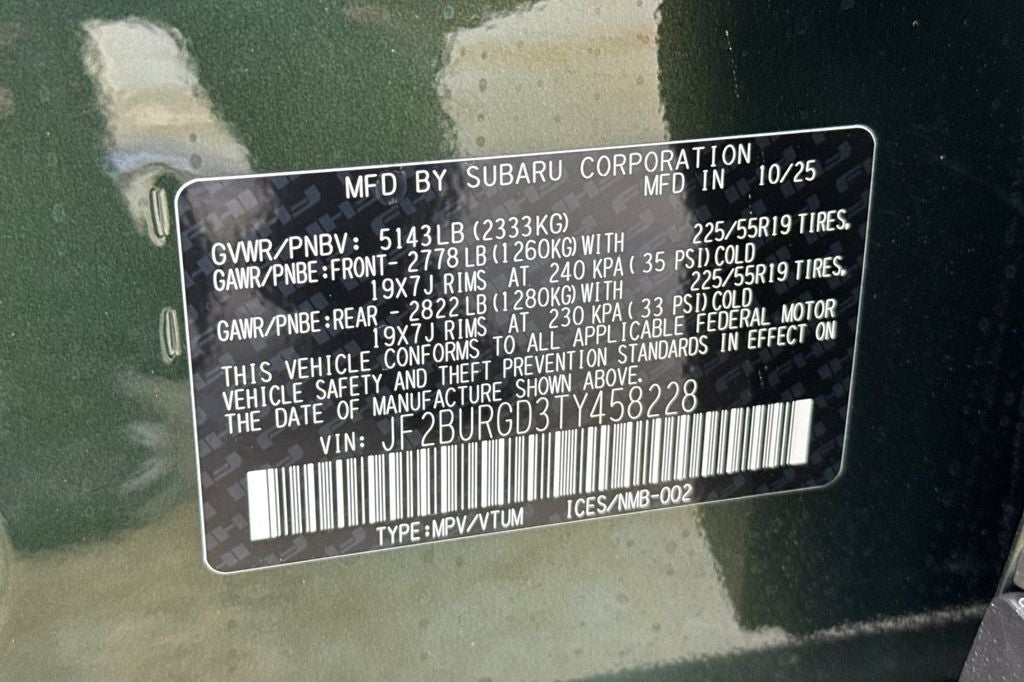 MFD BY SUBARU CORPORATION
MFD IN 10/25
GVWR/PNBV: 5143LB(2333KG)
GAWR/PNBE:FRONT- 2778LB(1260KG)WITH 225/55R19 TIRES,
19X7J RIMS AT 240 KPA( 35 PSI)COLD
GAWR/PNBE:REAR - 2822LB(1280KG)WITH 225/55R19 TIRES,
19X7J RIMS AT 230 KPA( 33 PSI)COLD
THIS VEHICLE CONFORMS TO ALL APPLICABLE FEDERAL MOTOR
VEHICLE SAFETY AND THEFT PREVENTION STANDARDS IN EFFECT ON
THE DATE OF MANUFACTURE SHOWN ABOVE.
VIN: JF2BURGD3TY458228
TYPE:MPV/VTUM ICES/NMB-002